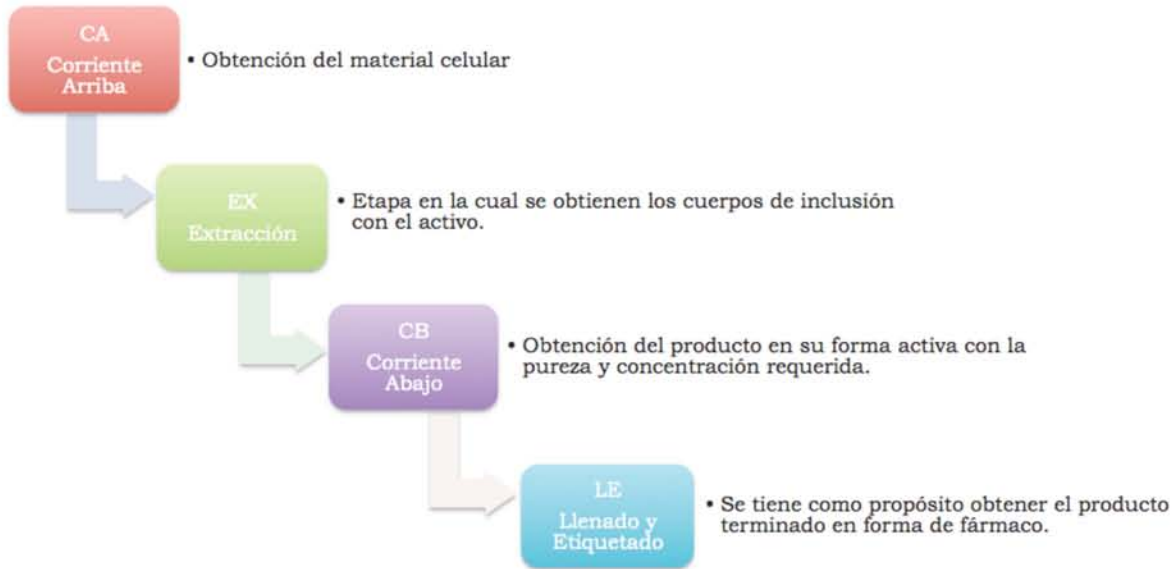 CA
Corriente
Arriba
• Obtención del material celular
EX
Extracción
• Etapa en la cual se obtienen los cuerpos de inclusión
con el activo.
CB
Corriente
Abajo
• Obtención del producto en su forma activa con la
pureza y concentración requerida.
LE
Llenado y
Etiquetado
• Se tiene como propósito obtener el producto
terminado en forma de fármaco.